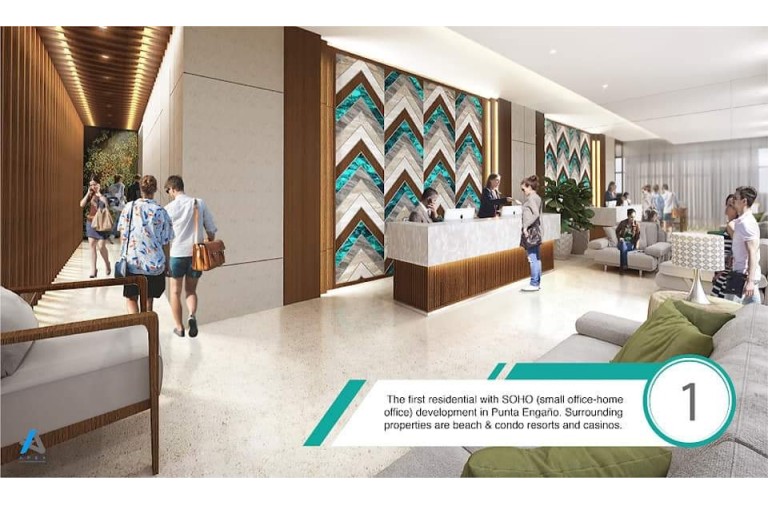 The first residential with SOHO (small office-home
office) development in Punta Engaño. Surrounding
properties are beach & condo resorts and casinos.
1